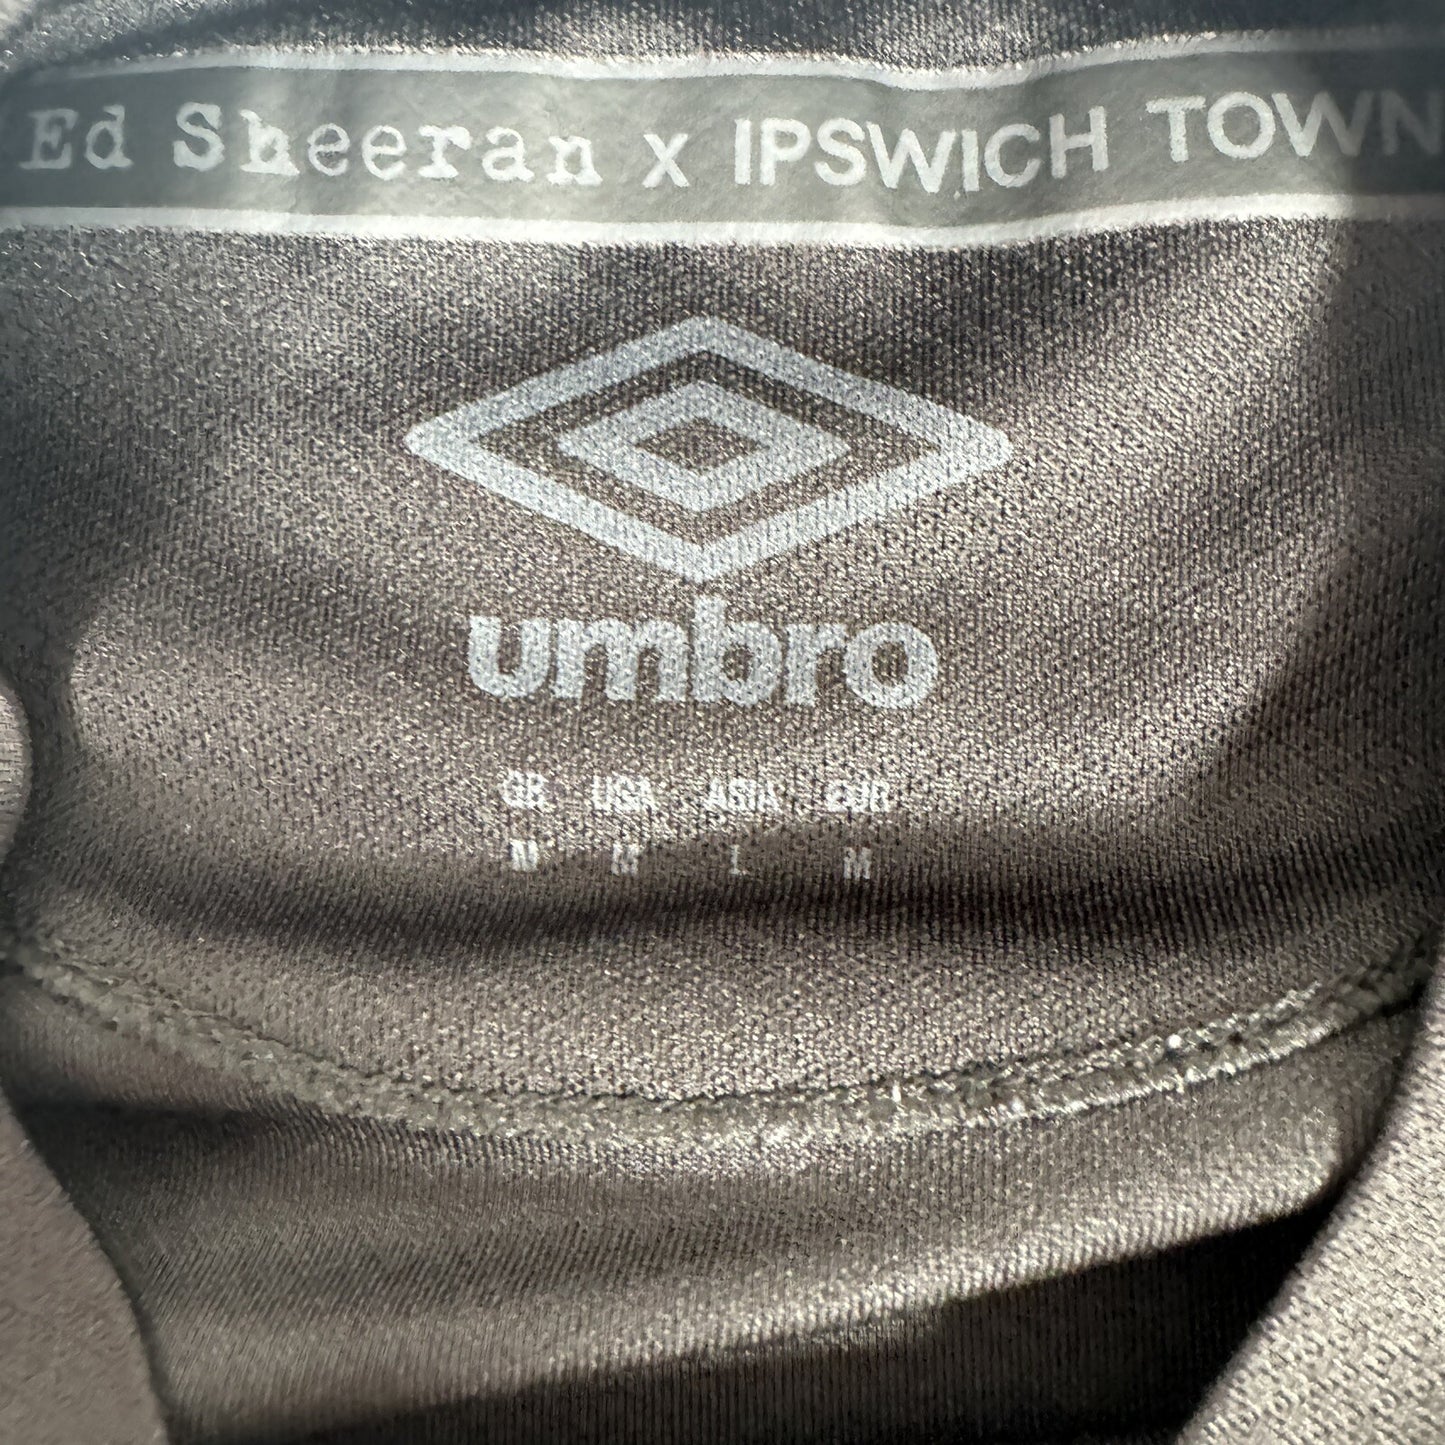 Ed Sheeran x IPSWICH TOWN
umbro
GB USA ASIA EUR
M M L M